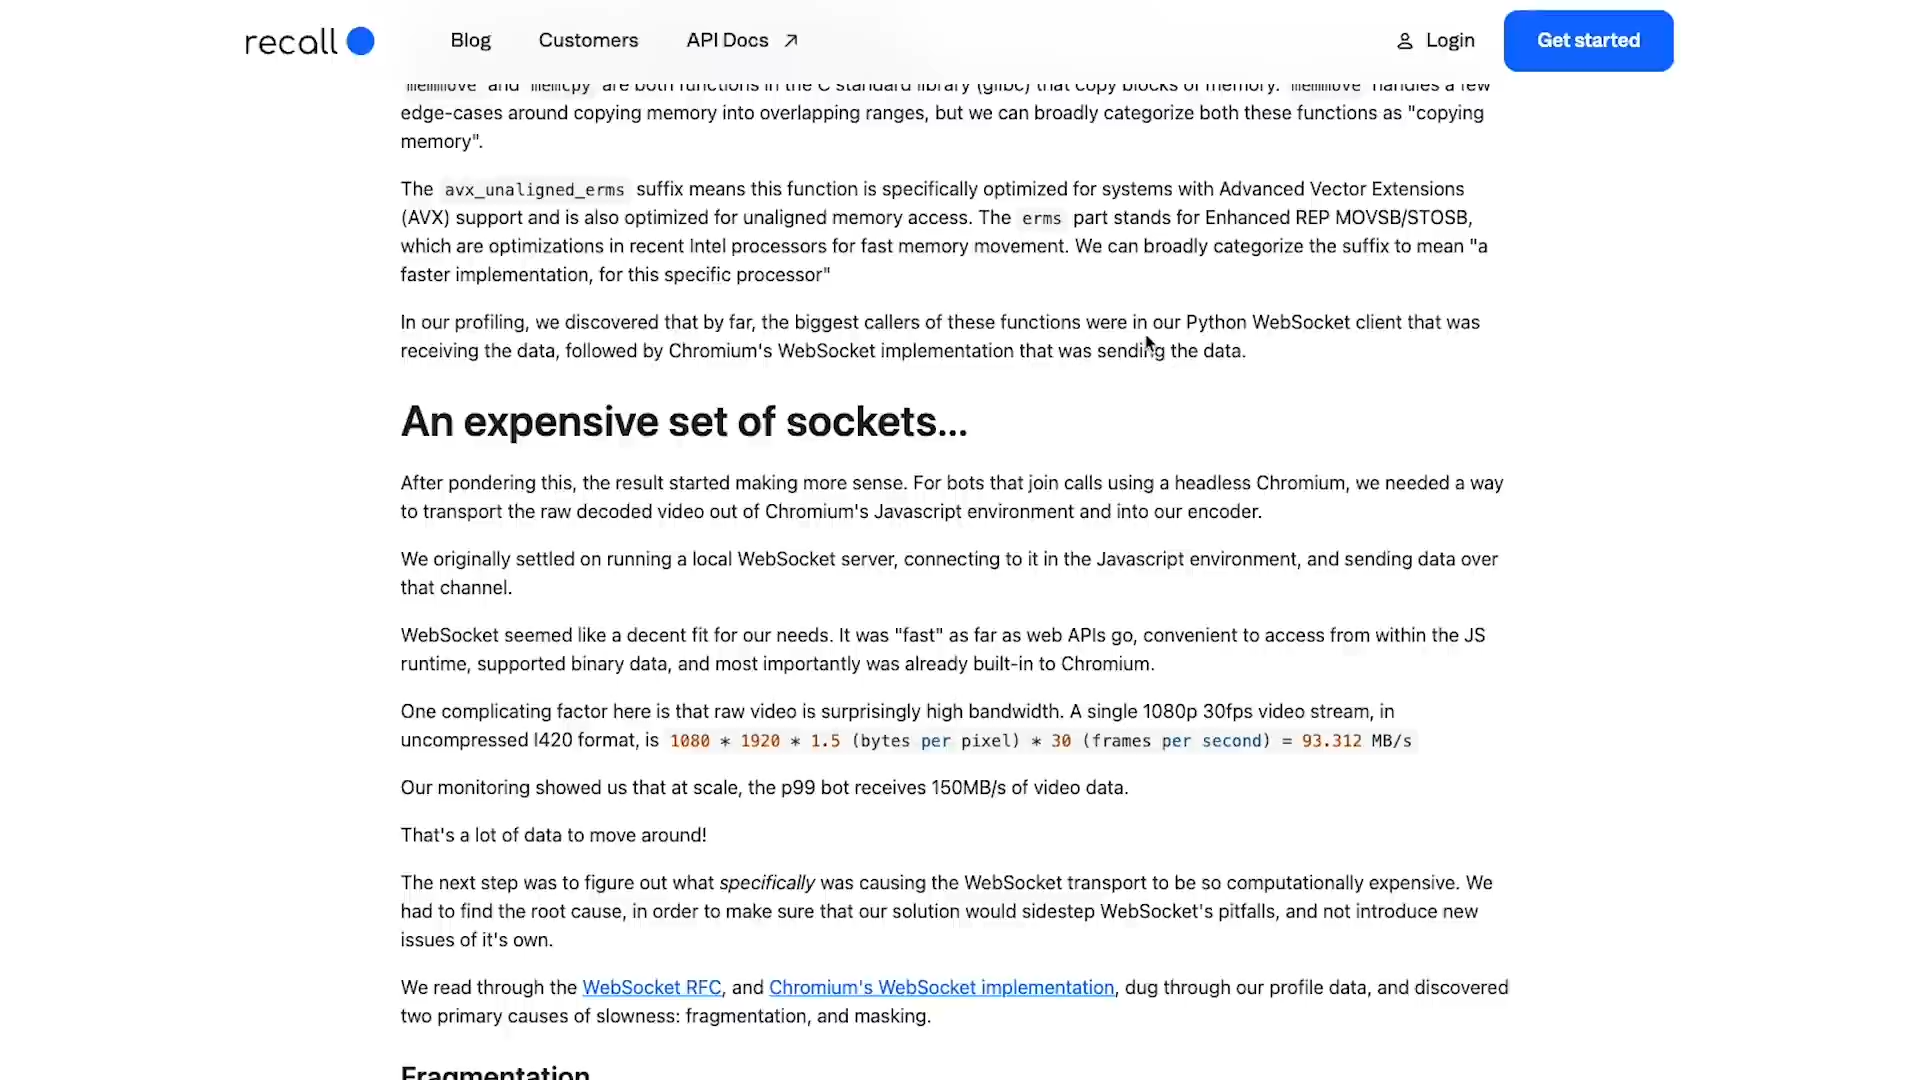 recall
Blog
Customers
API Docs
Login
Get started
`memmove` and `memcpy` are both functions in the C standard library (glibc) that copy blocks of memory. `memmove` handles a few
edge-cases around copying memory into overlapping ranges, but we can broadly categorize both these functions as "copying
memory".
The avx_unaligned_erms suffix means this function is specifically optimized for systems with Advanced Vector Extensions
(AVX) support and is also optimized for unaligned memory access. The erms part stands for Enhanced REP MOVSB/STOSB,
which are optimizations in recent Intel processors for fast memory movement. We can broadly categorize the suffix to mean "a
faster implementation, for this specific processor"
In our profiling, we discovered that by far, the biggest callers of these functions were in our Python WebSocket client that was
receiving the data, followed by Chromium's WebSocket implementation that was sending the data.
An expensive set of sockets...
After pondering this, the result started making more sense. For bots that join calls using a headless Chromium, we needed a way
to transport the raw decoded video out of Chromium's Javascript environment and into our encoder.
We originally settled on running a local WebSocket server, connecting to it in the Javascript environment, and sending data over
that channel.
WebSocket seemed like a decent fit for our needs. It was "fast" as far as web APIs go, convenient to access from within the JS
runtime, supported binary data, and most importantly was already built-in to Chromium.
One complicating factor here is that raw video is surprisingly high bandwidth. A single 1080p 30fps video stream, in
uncompressed I420 format, is 1080 * 1920 * 1.5 (bytes per pixel) * 30 (frames per second) = 93.312 MB/s
Our monitoring showed us that at scale, the p99 bot receives 150MB/s of video data.
That's a lot of data to move around!
The next step was to figure out what specifically was causing the WebSocket transport to be so computationally expensive. We
had to find the root cause, in order to make sure that our solution would sidestep WebSocket's pitfalls, and not introduce new
issues of it's own.
We read through the WebSocket RFC, and Chromium's WebSocket implementation, dug through our profile data, and discovered
two primary causes of slowness: fragmentation, and masking.
Fragmentation